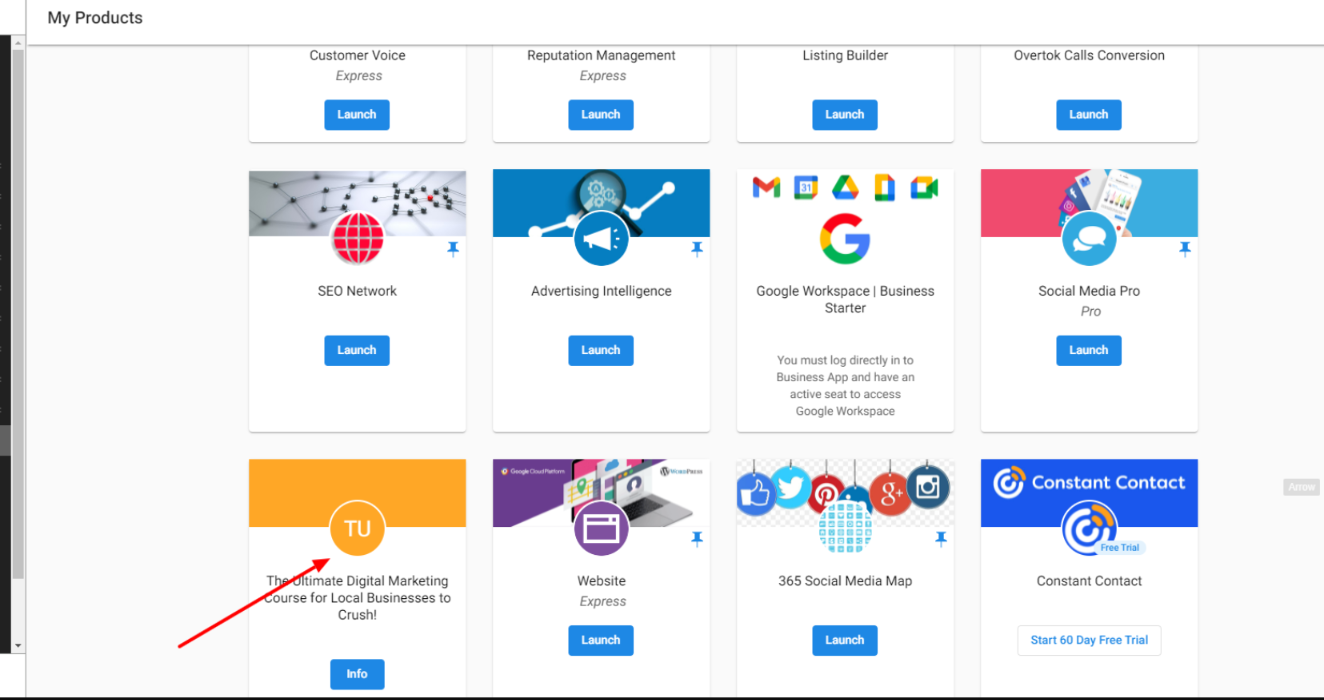 My Products
Customer Voice
Express
Launch
Reputation Management
Express
Launch
Listing Builder
Launch
Overtok Calls Conversion
Launch
SEO Network
Launch
Advertising Intelligence
Launch
31
Google Workspace | Business
Starter
You must log directly in to
Business App and have an
active seat to access
Google Workspace
Social Media Pro
Pro
Launch
TU
The Ultimate Digital Marketing
Course for Local Businesses to
Crush!
Info
Google Cloud Platform
WordPress
Website
Express
Launch
g+
365 Social Media Map
Launch
Constant Contact
Free Trial
Constant Contact
Start 60 Day Free Trial
Arrow